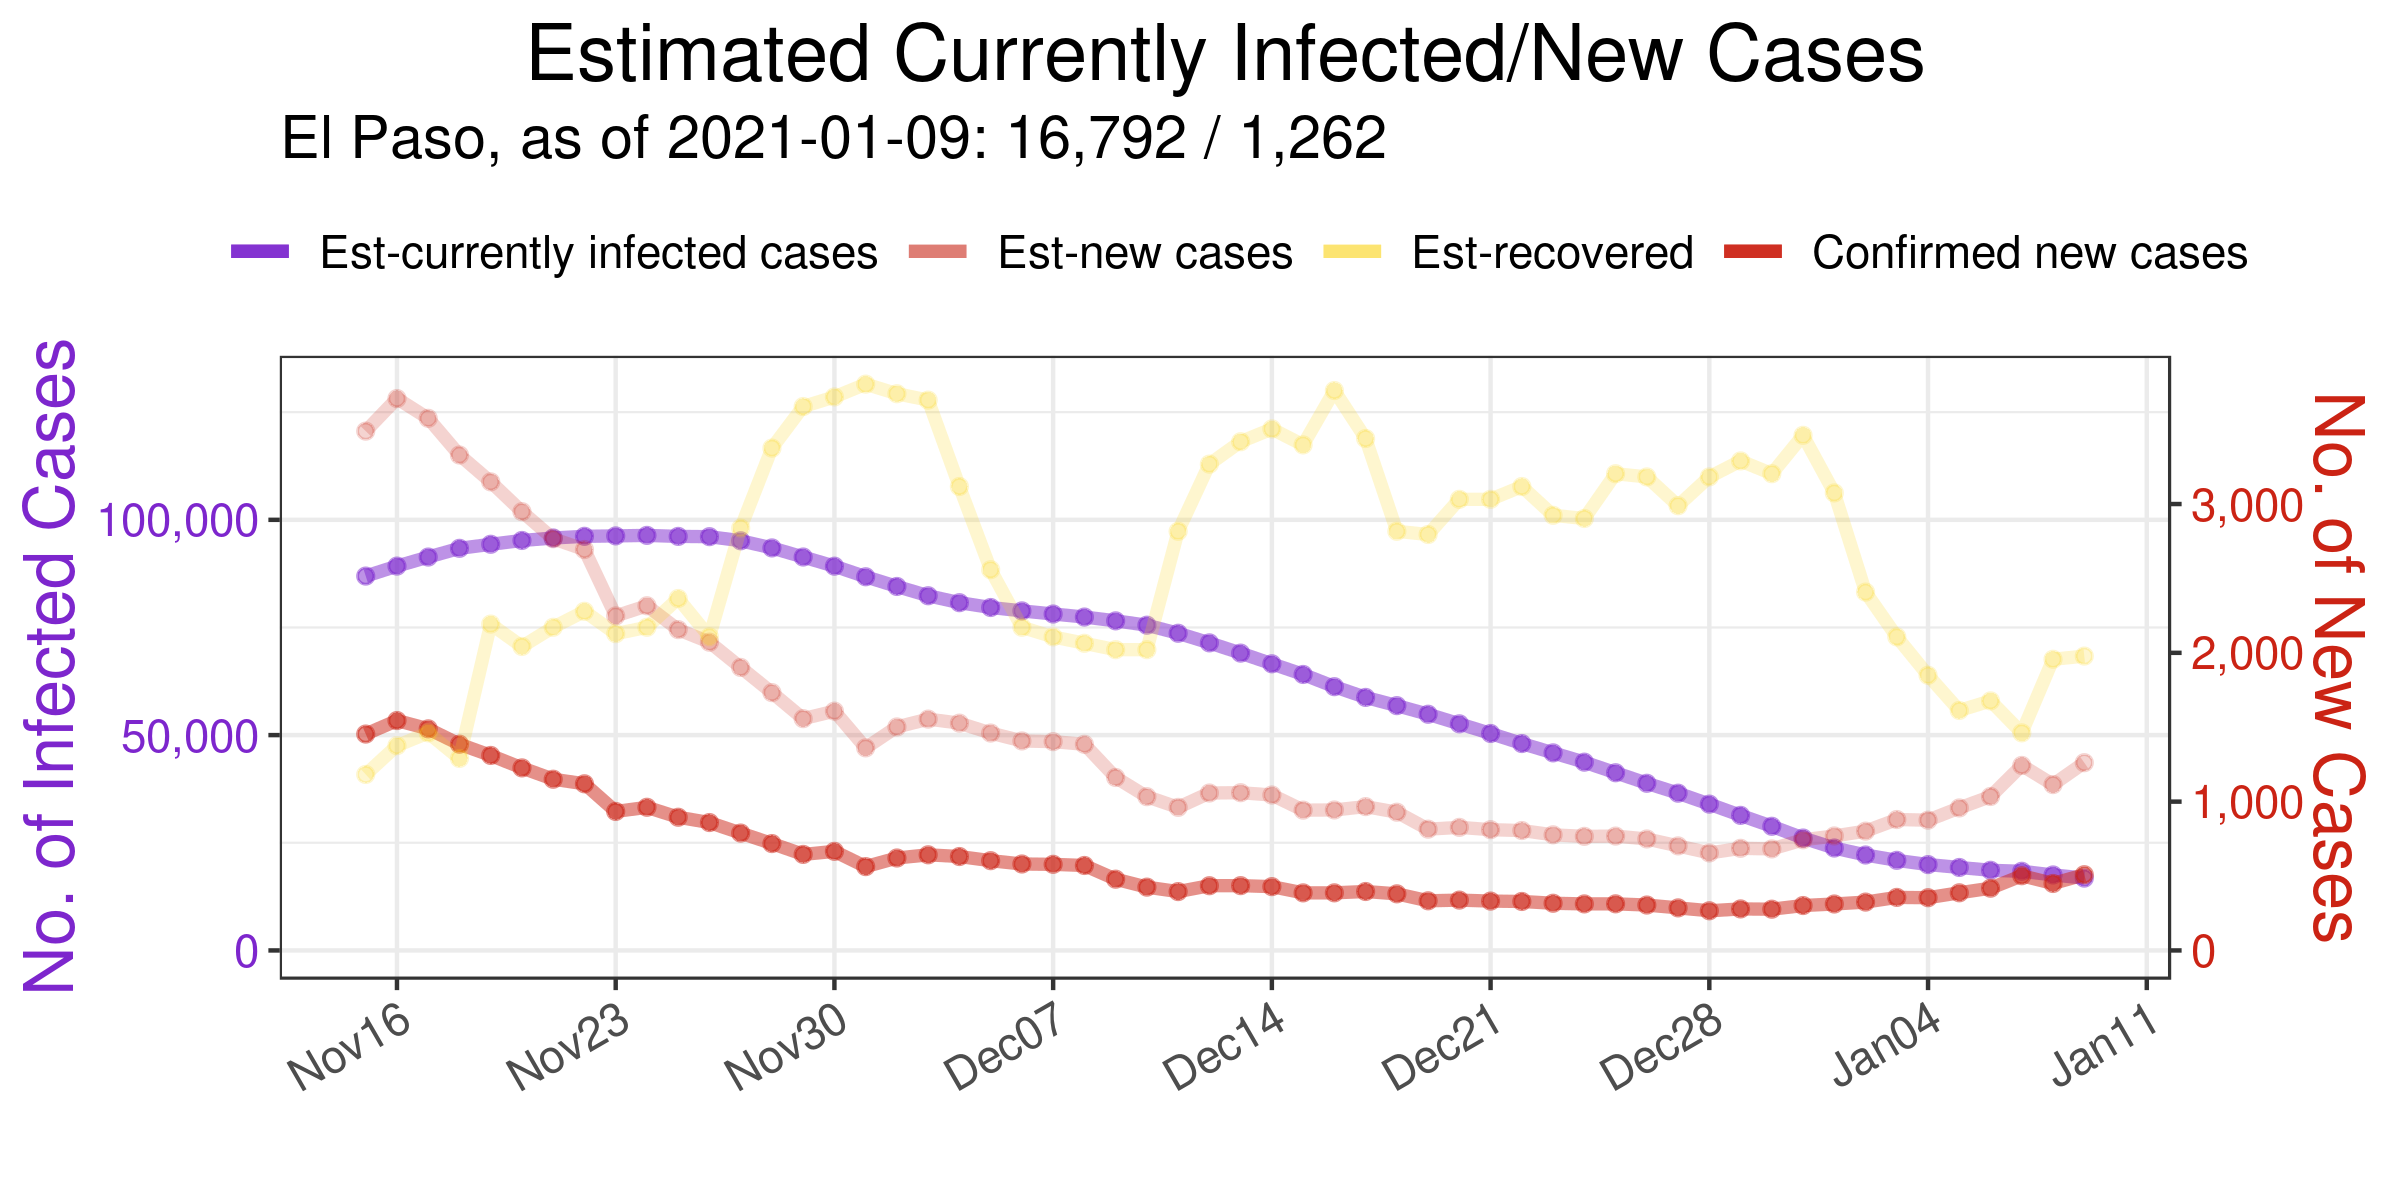 Estimated Currently Infected/New Cases
El Paso, as of 2021-01-09: 16,792 / 1,262
Est-currently infected cases Est-new cases Est-recovered Confirmed new cases
No. of Infected Cases
100,000
50,000
0
No. of New Cases
3,000
2,000
1,000
0
Nov16 Nov23 Nov30 Dec07 Dec14 Dec21 Dec28 Jan04 Jan11